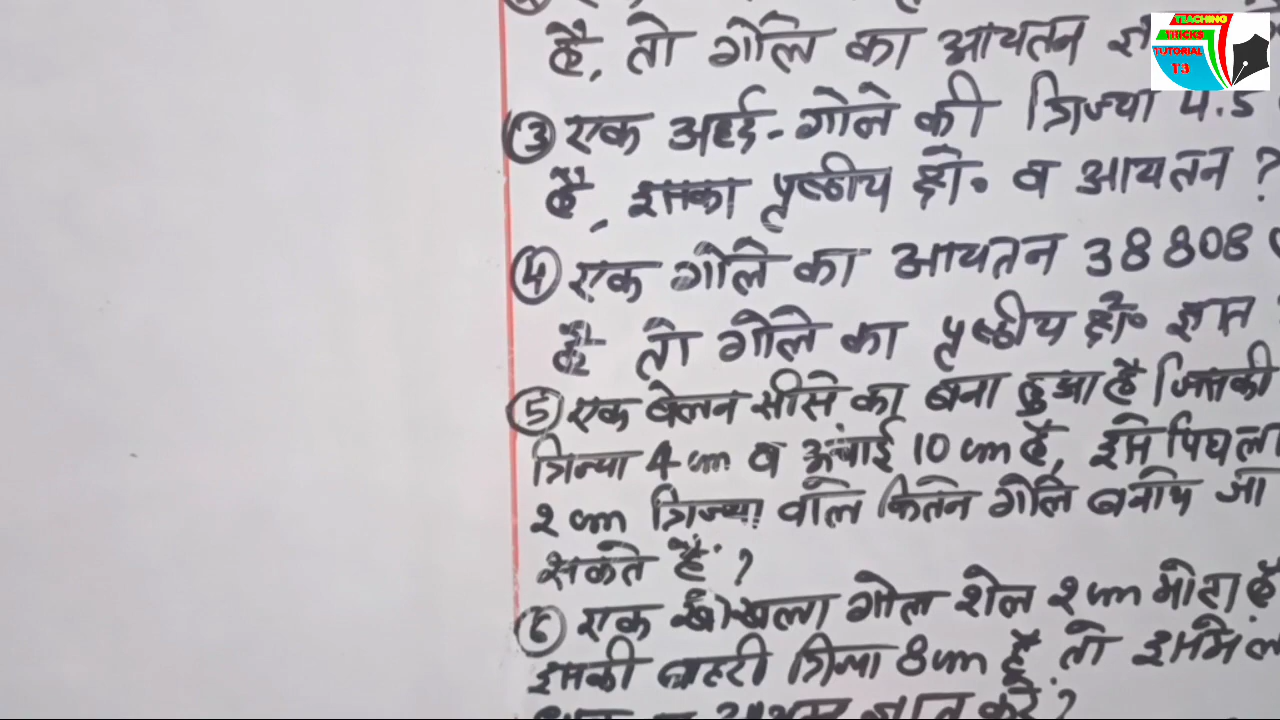 है, तो गोले का आयतन
③ एक अर्द्ध-गोले की त्रिज्या 4.5
है, इसका पृष्ठीय क्षे॰ व आयतन ?
④ एक गोले का आयतन 38808
है तो गोले का पृष्ठीय क्षे॰ ज्ञात
⑤ एक बेलन सीसे का बना हुआ है जिसकी
त्रिज्या 4 cm व ऊंचाई 10 cm है, इसे पिघला
2 cm त्रिज्या वाले कितने गोले बनाये जा
सकते हैं ?
⑥ एक खोखला गोल शेल 2 cm मोटा है
इसकी बाहरी त्रिज्या 8 cm है, तो इसमें
ज्ञात करें ?
TEACHING
TRICKS
TUTORIAL
T3